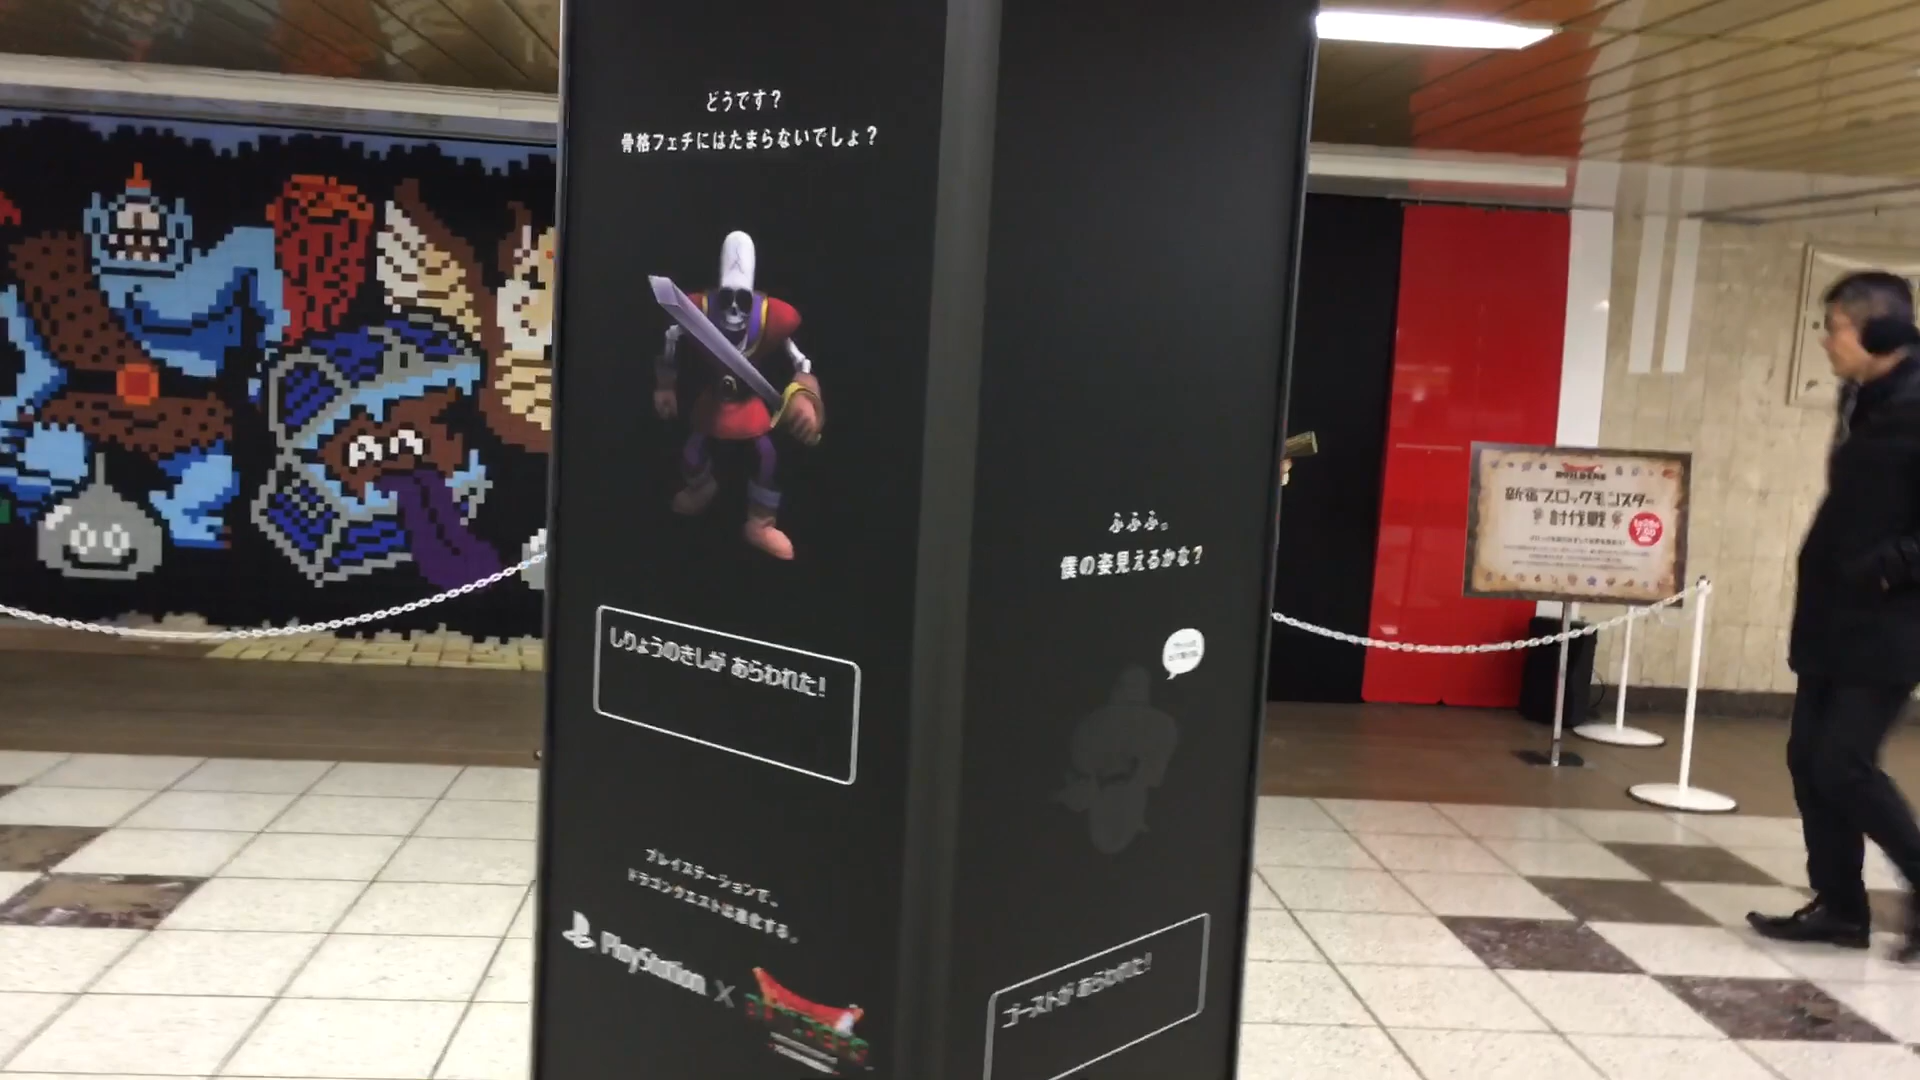 どうです?
骨格フェチにはたまらないでしょ?
しりょうのきしが あらわれた!
プレイステーションで、
ドラゴンクエストは進化する。
PlayStation X
ふふふ。
僕の姿見えるかな?
ゴーストが あらわれた!
BUILDERS
新宿ブロックモンスター
討伐戦
7:00